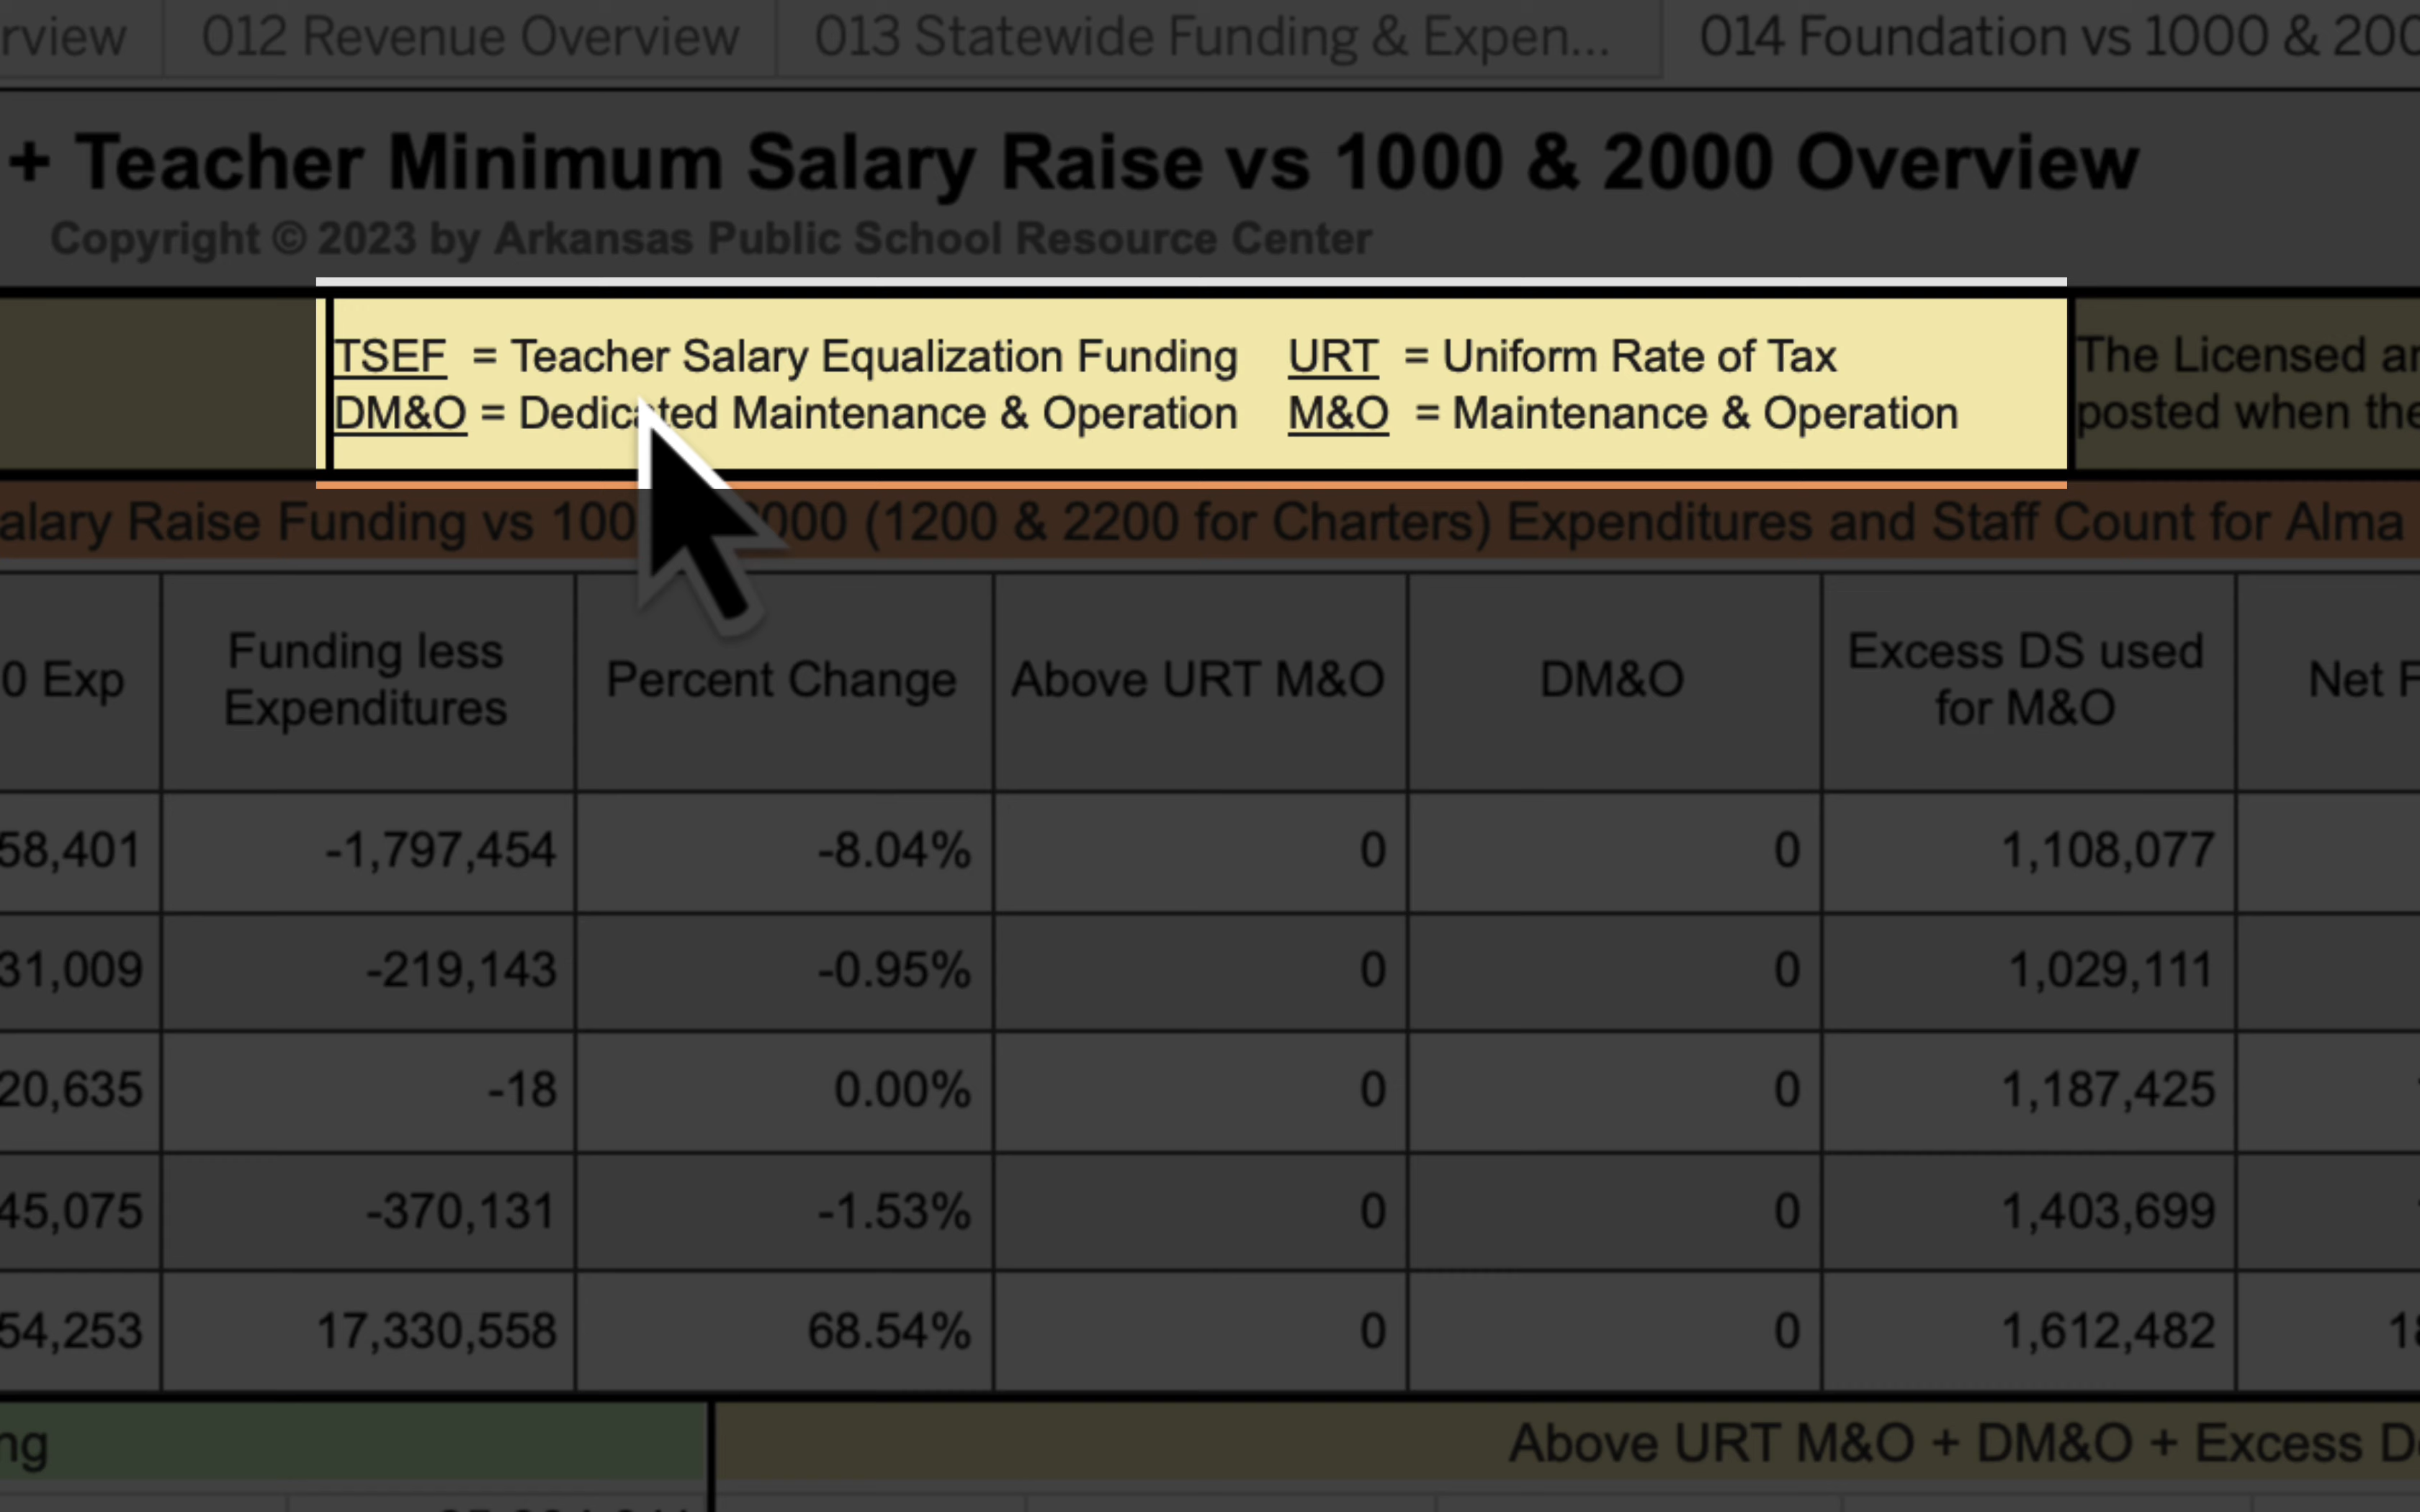 rview 012 Revenue Overview 013 Statewide Funding & Expen... 014 Foundation vs 1000 & 200
+ Teacher Minimum Salary Raise vs 1000 & 2000 Overview
Copyright © 2023 by Arkansas Public School Resource Center
TSEF = Teacher Salary Equalization Funding URT = Uniform Rate of Tax
DM&O = Dedicated Maintenance & Operation M&O = Maintenance & Operation
The Licensed ar
posted when the
alary Raise Funding vs 100 000 (1200 & 2200 for Charters) Expenditures and Staff Count for Alma
0 Exp Funding less Expenditures Percent Change Above URT M&O DM&O Excess DS used for M&O Net F
58,401 -1,797,454 -8.04% 0 0 1,108,077
31,009 -219,143 -0.95% 0 0 1,029,111
20,635 -18 0.00% 0 0 1,187,425
45,075 -370,131 -1.53% 0 0 1,403,699
54,253 17,330,558 68.54% 0 0 1,612,482 18
ng Above URT M&O + DM&O + Excess De